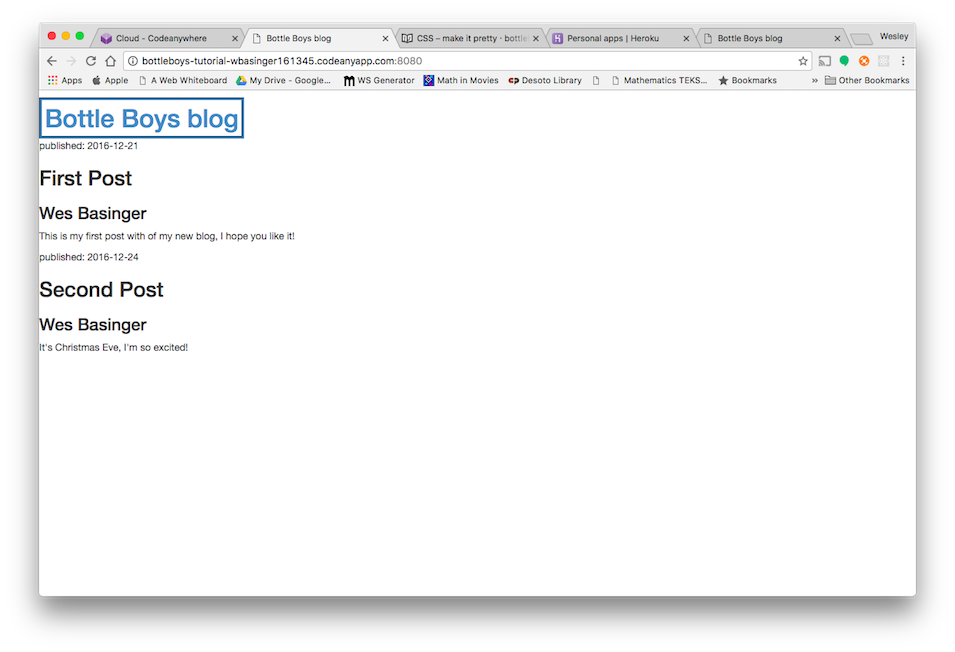 Cloud - Codeanywhere
Bottle Boys blog
CSS – make it pretty · bottle
Personal apps | Heroku
Bottle Boys blog
Wesley
bottleboys-tutorial-wbasinger161345.codeanyapp.com:8080
Apps Apple A Web Whiteboard My Drive - Google... WS Generator Math in Movies cp Desoto Library Mathematics TEKS... Bookmarks » Other Bookmarks
Bottle Boys blog
published: 2016-12-21
First Post
Wes Basinger
This is my first post with of my new blog, I hope you like it!
published: 2016-12-24
Second Post
Wes Basinger
It's Christmas Eve, I'm so excited!